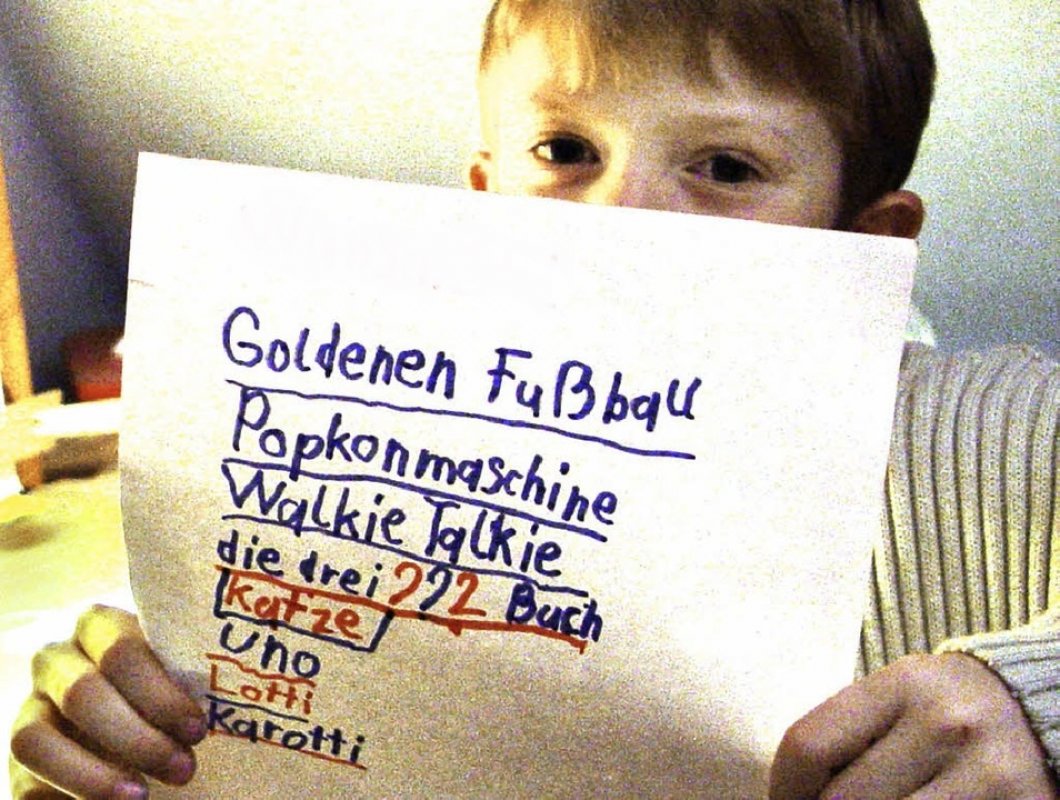 Goldenen Fußball
Popkonmaschine
Walkie Talkie
die drei ??? Buch
Katze
Uno
Lotti
Karotti